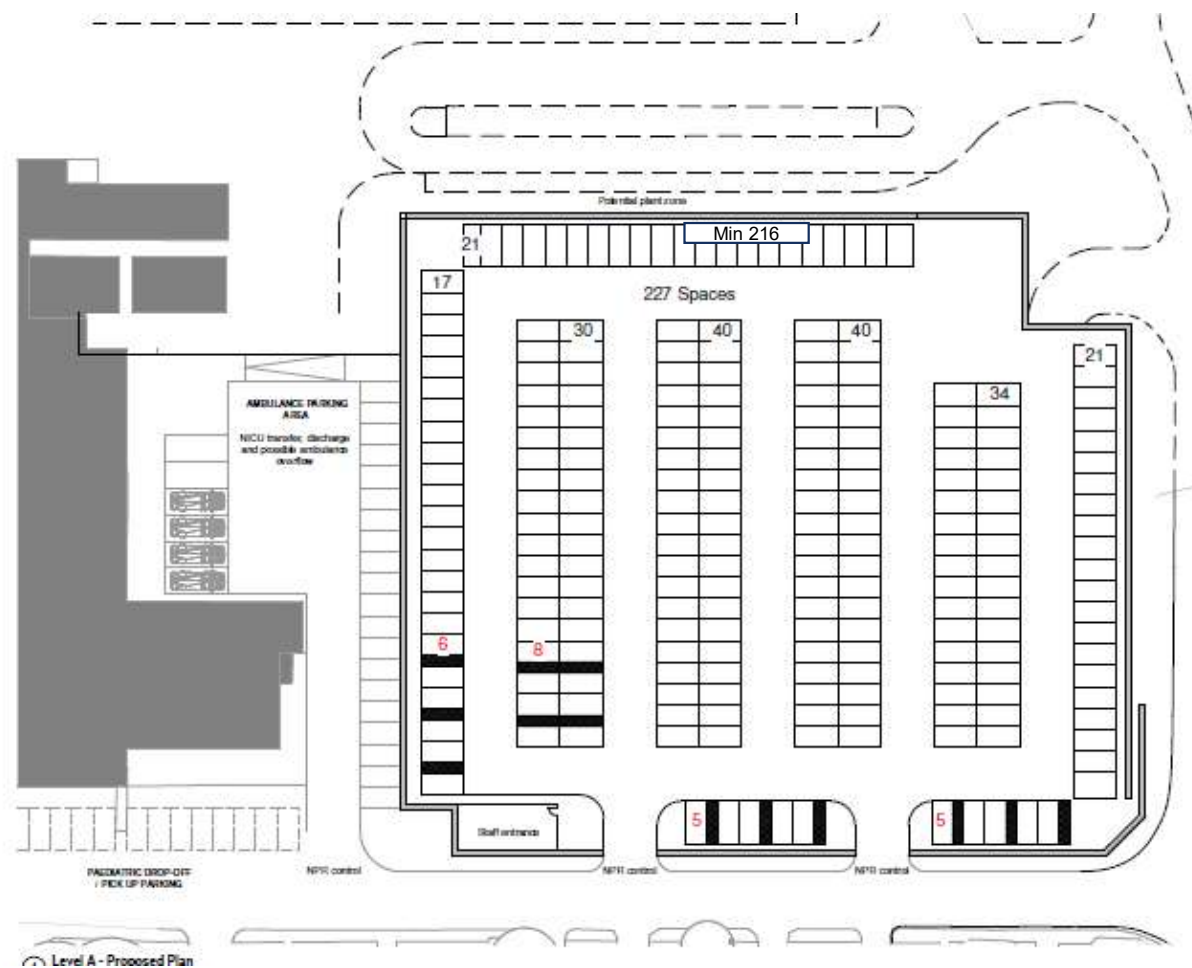 Potential plant zone
Min 216
21
17
227 Spaces
30
40
40
21
34
AMBULANCE PARKING
AREA
NICU transfer, discharge
and possible ambulance
overflow
6
8
5
5
Staff entrance
PAEDIATRIC DROP-OFF
/ PICK UP PARKING
NPR control
NPR control
NPR control
1
Level A - Proposed Plan